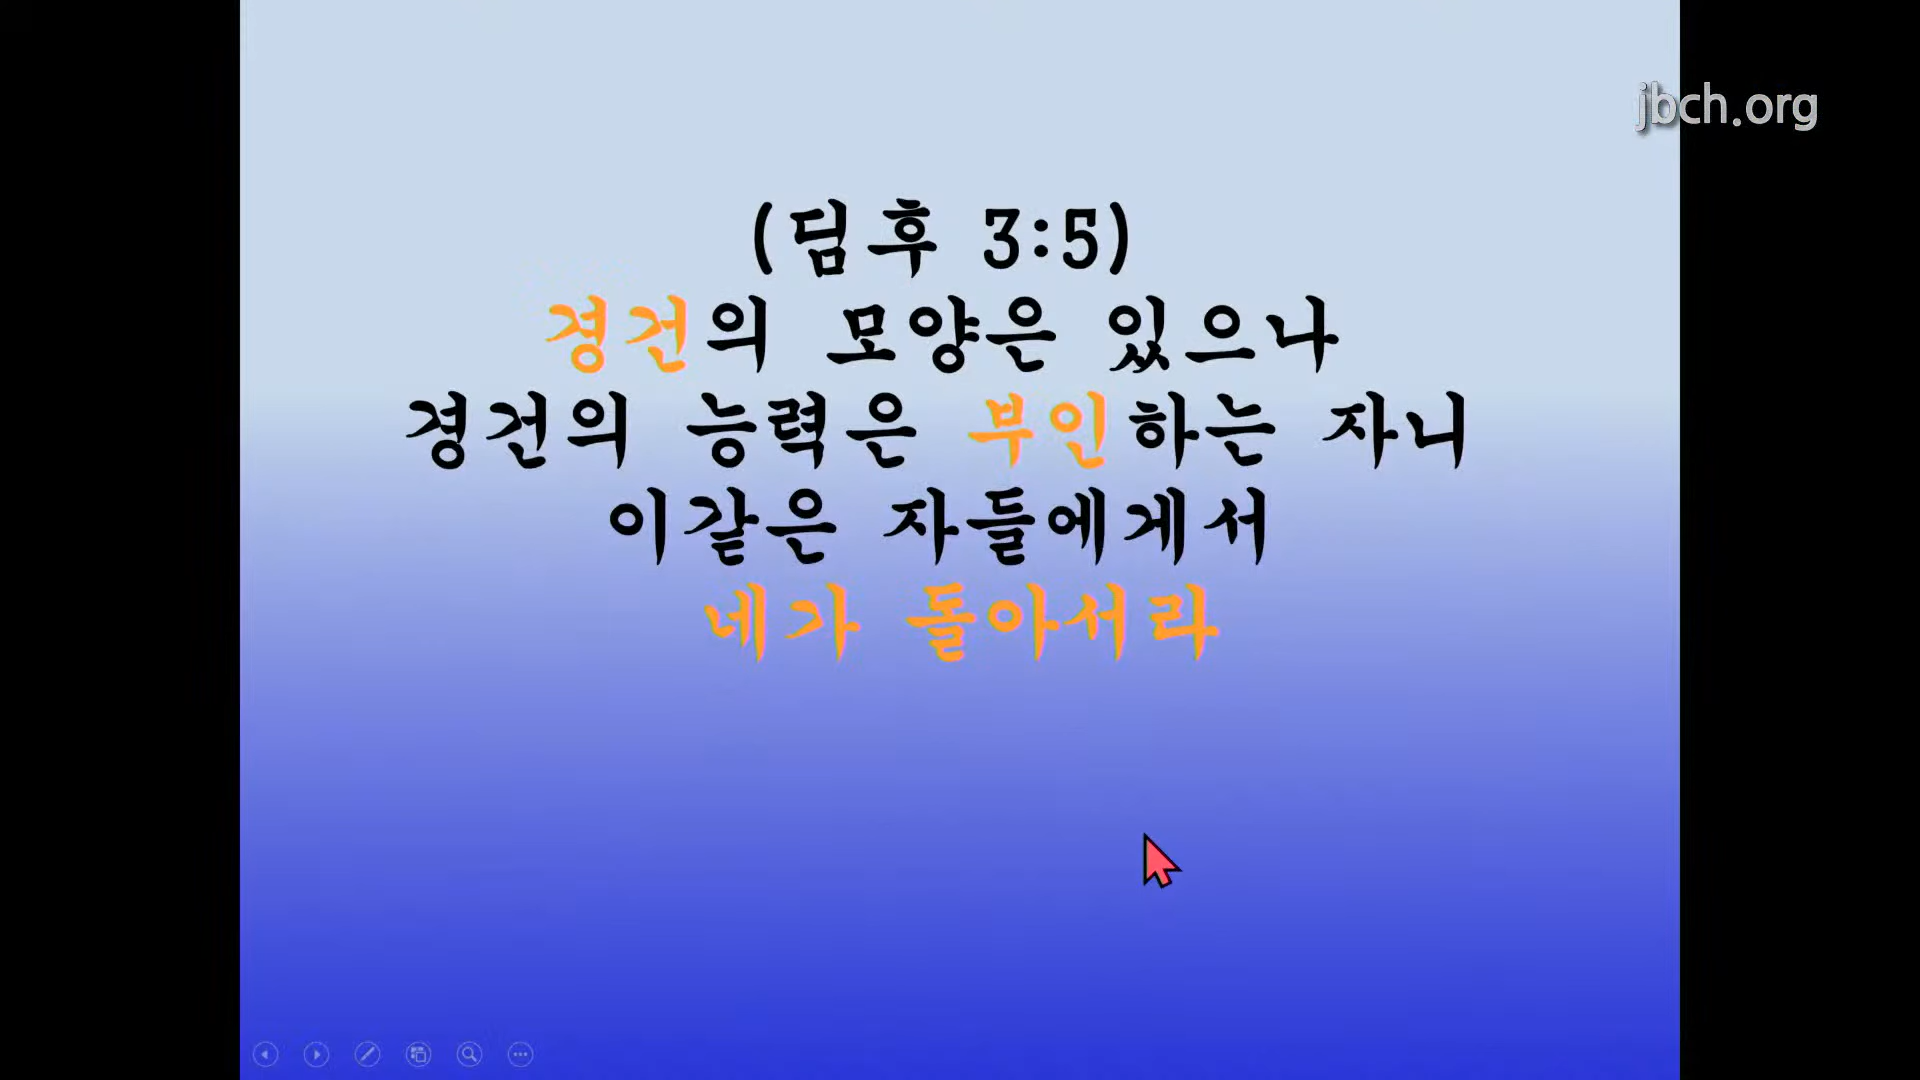 jbch.org
(딤후 3:5)
경건의 모양은 있으나
경건의 능력은 부인하는 자니
이같은 자들에게서
네가 돌아서라